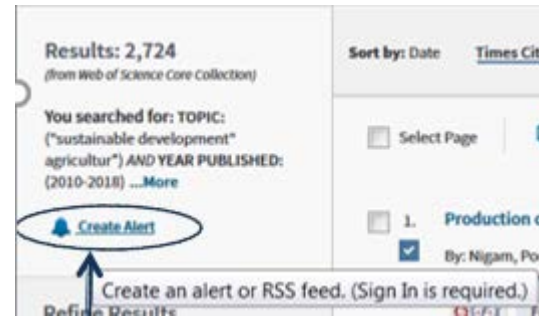 Results: 2,724
(from Web of Science Core Collection)
You searched for: TOPIC:
("sustainable development"
agricultur*) AND YEAR PUBLISHED:
(2010-2018) ...More
Create Alert
Create an alert or RSS feed. (Sign In is required.)
Refine Results
Sort by: Date Times Cit
Select Page
1. Production o
By: Nigam, Po